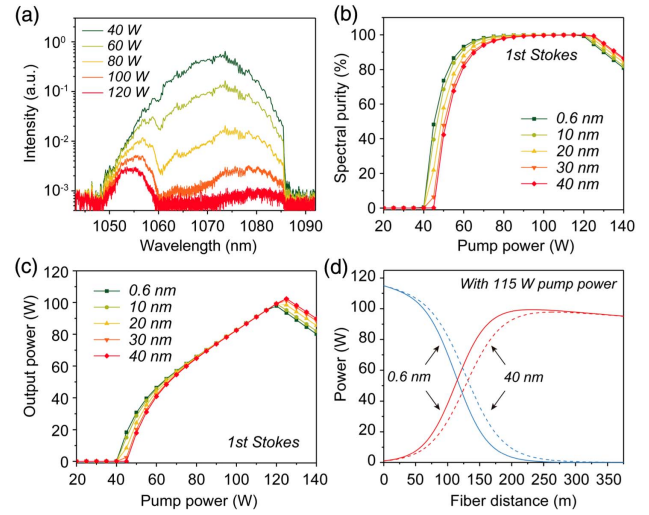 (a)
40 W
60 W
80 W
100 W
120 W
10⁰
10⁻¹
10⁻²
10⁻³
Intensity (a.u.)
1050 1060 1070 1080 1090
Wavelength (nm)
(b)
1st Stokes
0.6 nm
10 nm
20 nm
30 nm
40 nm
100
80
60
40
20
0
Spectral purity (%)
20 40 60 80 100 120 140
Pump power (W)
(c)
0.6 nm
10 nm
20 nm
30 nm
40 nm
1st Stokes
120
100
80
60
40
20
0
Output power (W)
20 40 60 80 100 120 140
Pump power (W)
(d)
With 115 W pump power
0.6 nm 40 nm
120
100
80
60
40
20
0
Power (W)
0 50 100 150 200 250 300 350
Fiber distance (m)